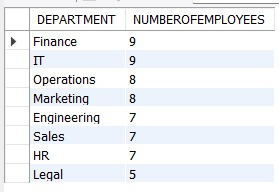 DEPARTMENT NUMBEROFEMPLOYEES
Finance 9
IT 9
Operations 8
Marketing 8
Engineering 7
Sales 7
HR 7
Legal 5